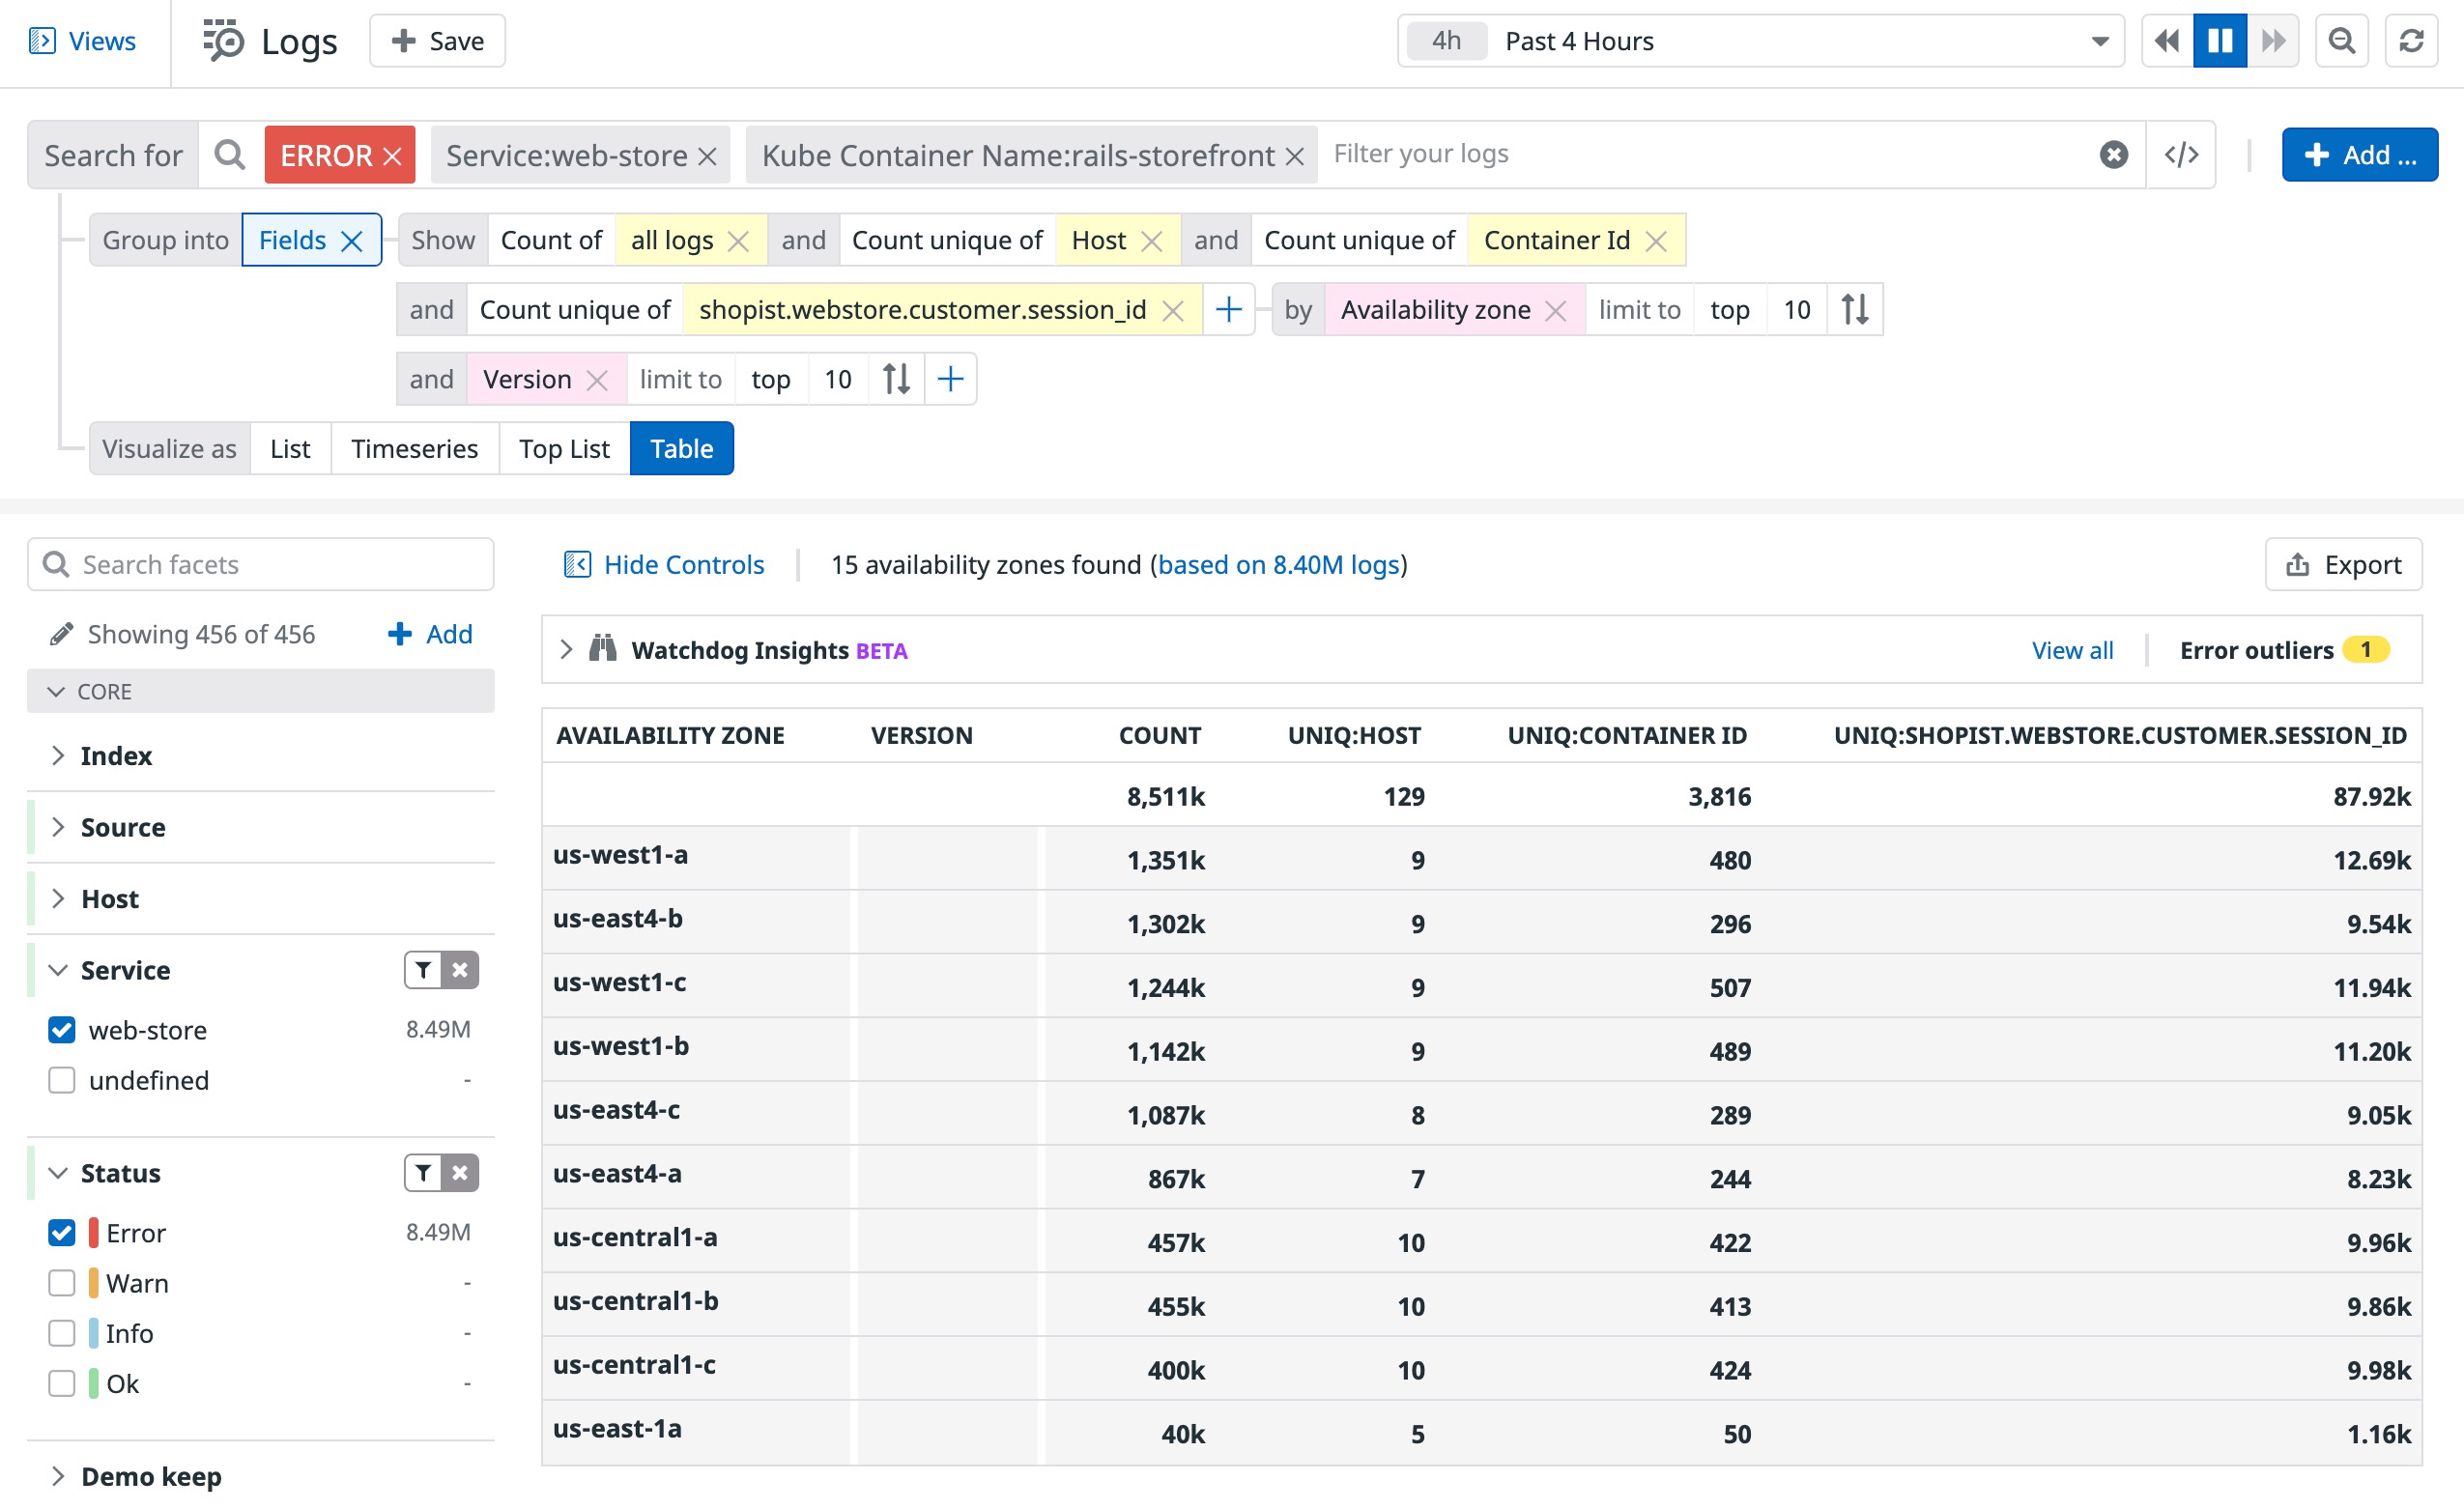 Views Logs Save 4h Past 4 Hours
Search for ERROR Service:web-store Kube Container Name:rails-storefront Filter your logs </> Add ...
Group into Fields Show Count of all logs and Count unique of Host and Count unique of Container Id
and Count unique of shopist.webstore.customer.session_id by Availability zone limit to top 10
and Version limit to top 10
Visualize as List Timeseries Top List Table
Search facets
Showing 456 of 456 Add
CORE
Index
Source
Host
Service
web-store 8.49M
undefined -
Status
Error 8.49M
Warn -
Info -
Ok -
Demo keep
Hide Controls 15 availability zones found (based on 8.40M logs) Export
Watchdog Insights BETA View all Error outliers 1
AVAILABILITY ZONE VERSION COUNT UNIQ:HOST UNIQ:CONTAINER ID UNIQ:SHOPIST.WEBSTORE.CUSTOMER.SESSION_ID
8,511k 129 3,816 87.92k
us-west1-a 1,351k 9 480 12.69k
us-east4-b 1,302k 9 296 9.54k
us-west1-c 1,244k 9 507 11.94k
us-west1-b 1,142k 9 489 11.20k
us-east4-c 1,087k 8 289 9.05k
us-east4-a 867k 7 244 8.23k
us-central1-a 457k 10 422 9.96k
us-central1-b 455k 10 413 9.86k
us-central1-c 400k 10 424 9.98k
us-east-1a 40k 5 50 1.16k